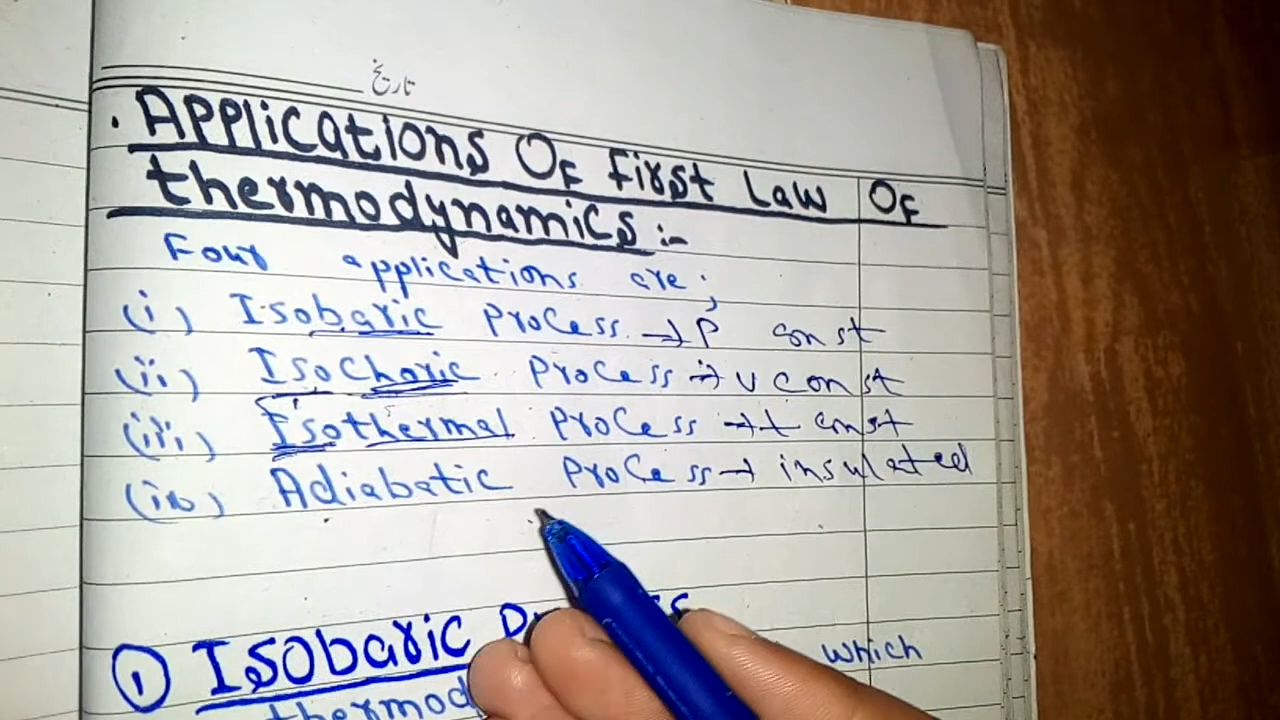 تاریخ
. Applications Of first Law Of
thermodynamics :-
Four applications are ;
(i) Isobaric Process → P const
(ii) Isochoric Process → v const
(iii) Isothermal Process → t const
(iv) Adiabatic Process → insulated
① Isobaric
which